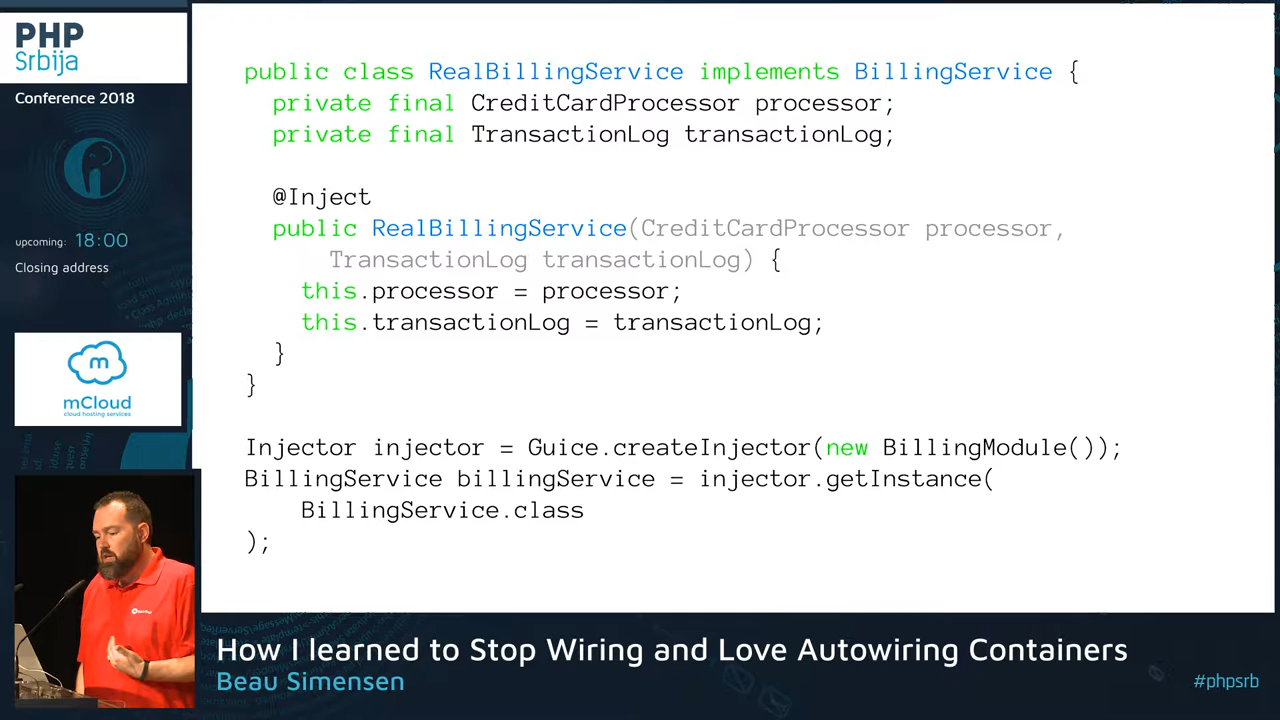 PHP
Srbija
Conference 2018
upcoming: 18:00
Closing address
m
mCloud
cloud hosting services
public class RealBillingService implements BillingService {
  private final CreditCardProcessor processor;
  private final TransactionLog transactionLog;
  @Inject
  public RealBillingService(CreditCardProcessor processor,
      TransactionLog transactionLog) {
    this.processor = processor;
    this.transactionLog = transactionLog;
  }
}
Injector injector = Guice.createInjector(new BillingModule());
BillingService billingService = injector.getInstance(
    BillingService.class
);
How I learned to Stop Wiring and Love Autowiring Containers
Beau Simensen
#phpsrb